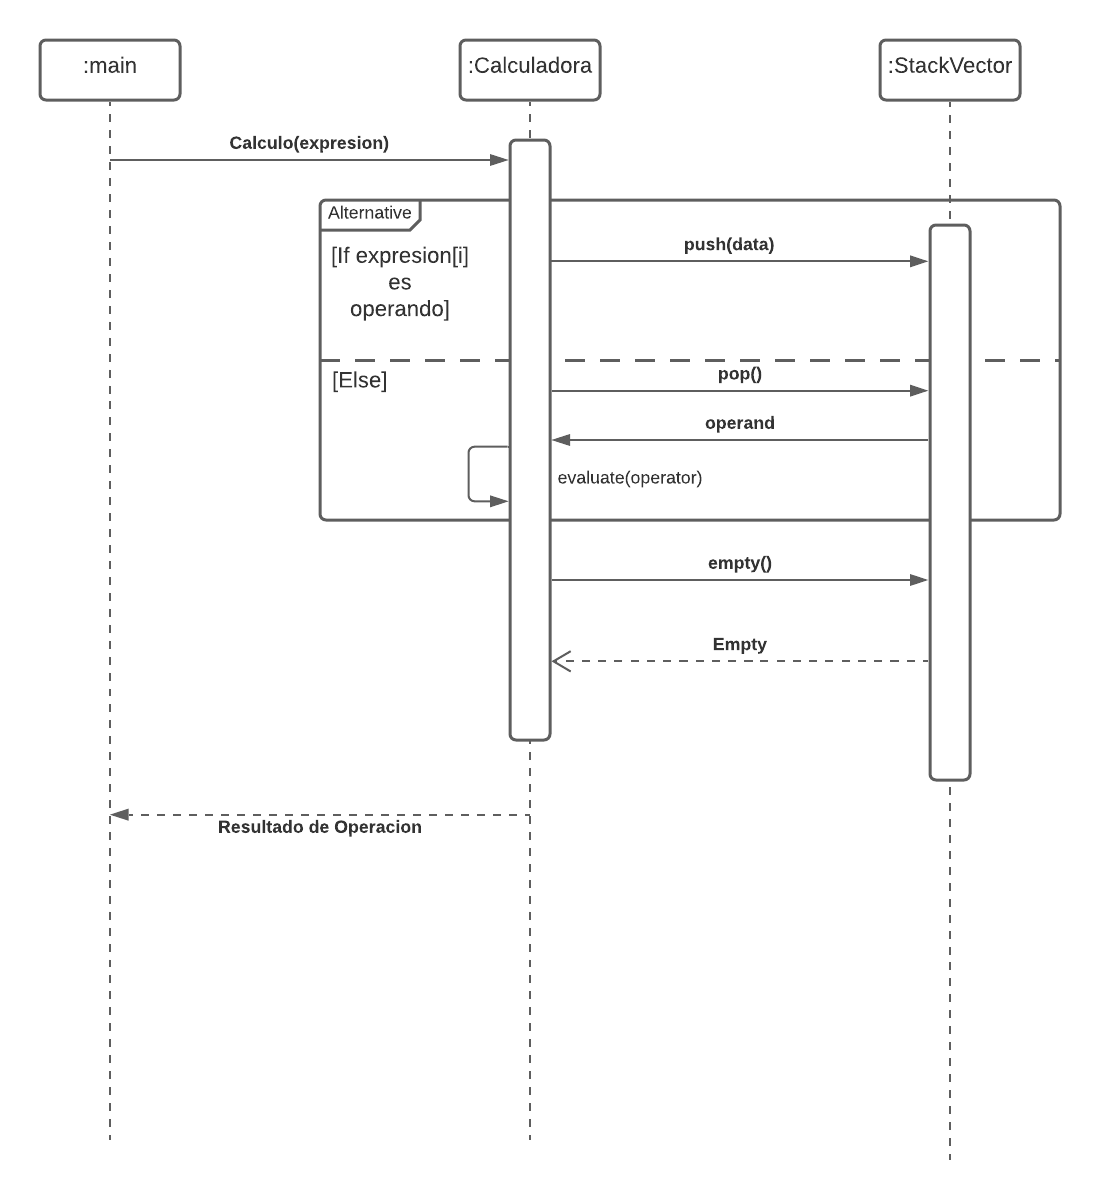 :main
:Calculadora
:StackVector
Calculo(expresion)
Alternative
[If expresion[i]
es
operando]
push(data)
[Else]
pop()
operand
evaluate(operator)
empty()
Empty
Resultado de Operacion